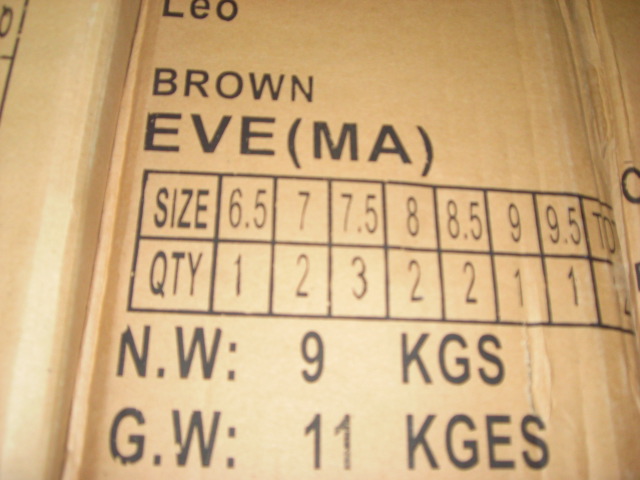 Leo
BROWN
EVE(MA)
SIZE 6.5 7 7.5 8 8.5 9 9.5
QTY 1 2 3 2 2 1 1
N.W: 9 KGS
G.W: 11 KGES